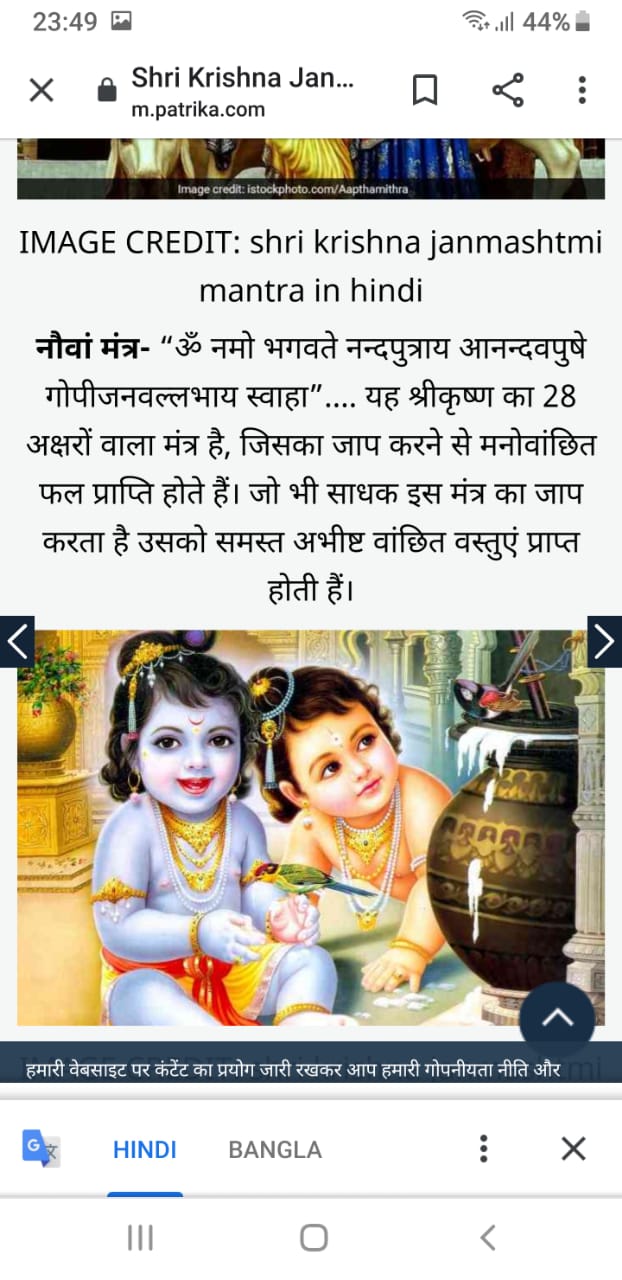 23:49 44%
Shri Krishna Jan...
m.patrika.com
Image credit: istockphoto.com/Aapthamithra
IMAGE CREDIT: shri krishna janmashtmi
mantra in hindi
नौवां मंत्र- “ॐ नमो भगवते नन्दपुत्राय आनन्दवपुषे
गोपीजनवल्लभाय स्वाहा”.... यह श्रीकृष्ण का 28
अक्षरों वाला मंत्र है, जिसका जाप करने से मनोवांछित
फल प्राप्ति होते हैं। जो भी साधक इस मंत्र का जाप
करता है उसको समस्त अभीष्ट वांछित वस्तुएं प्राप्त
होती हैं।
हमारी वेबसाइट पर कंटेंट का प्रयोग जारी रखकर आप हमारी गोपनीयता नीति और
HINDI BANGLA